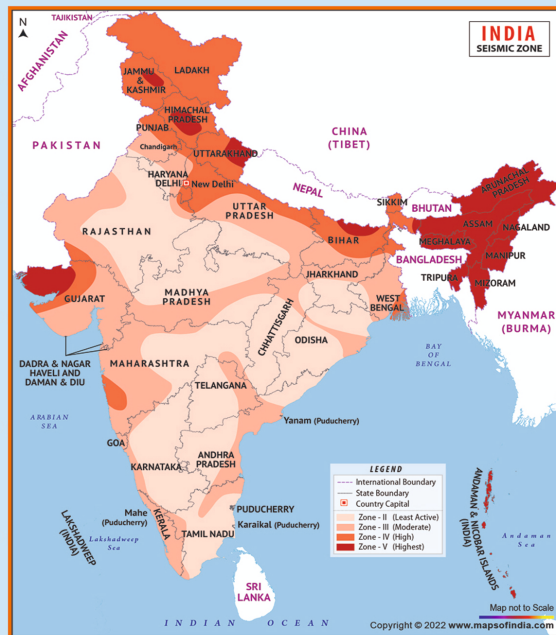 N
TAJIKISTAN
AFGHANISTAN
INDIA
SEISMIC ZONE
JAMMU
&
KASHMIR
LADAKH
HIMACHAL
PRADESH
PUNJAB
PAKISTAN
Chandigarh
UTTARAKHAND
CHINA
(TIBET)
HARYANA
DELHI
New Delhi
NEPAL
ARUNACHAL
PRADESH
SIKKIM
BHUTAN
UTTAR
PRADESH
RAJASTHAN
ASSAM
NAGALAND
BIHAR
MEGHALAYA
BANGLADESH
MANIPUR
JHARKHAND
TRIPURA
MIZORAM
GUJARAT
MADHYA
PRADESH
WEST
BENGAL
MYANMAR
(BURMA)
CHHATTISGARH
ODISHA
DADRA & NAGAR
HAVELI AND
DAMAN & DIU
MAHARASHTRA
BAY
OF
BENGAL
TELANGANA
ARABIAN
SEA
Yanam (Puducherry)
GOA
ANDHRA
PRADESH
KARNATAKA
LEGEND
International Boundary
State Boundary
Country Capital
Zone - II (Least Active)
Zone - III (Moderate)
Zone - IV (High)
Zone - V (Highest)
ANDAMAN & NICOBAR ISLANDS
(INDIA)
Mahe
(Puducherry)
PUDUCHERRY
Karaikal (Puducherry)
LAKSHADWEEP
(INDIA)
Lakshadweep
Sea
KERALA
TAMIL NADU
Andaman
Sea
SRI
LANKA
INDIAN OCEAN
Map not to Scale
Copyright © 2022 www.mapsofindia.com